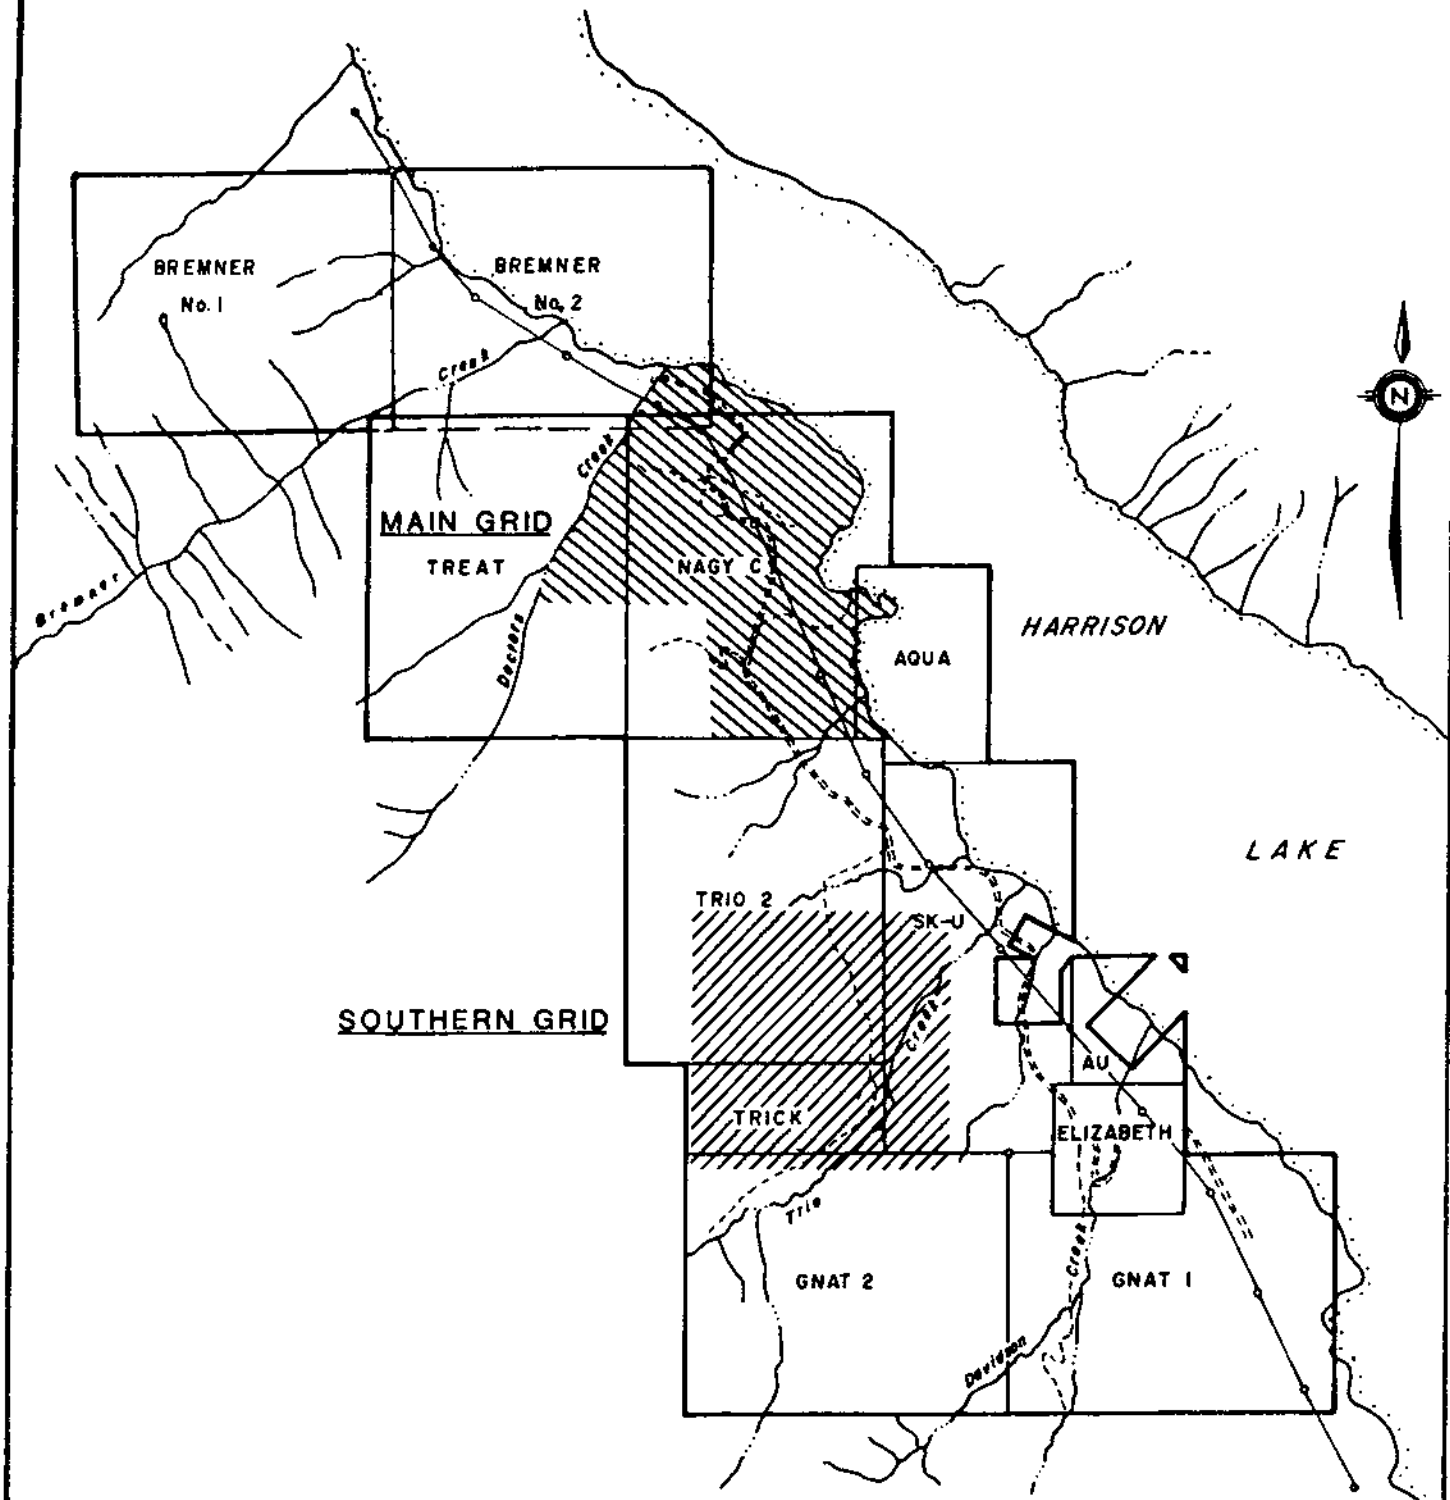 BREMNER
No. 1
BREMNER
No. 2
Creek
Creek
MAIN GRID
TREAT
NAGY C
Bremner
Doctors
HARRISON
AQUA
LAKE
TRIO 2
SK-U
SOUTHERN GRID
Creek
AU
TRICK
ELIZABETH
Trio
Creek
GNAT 2
GNAT 1
Davidson
N